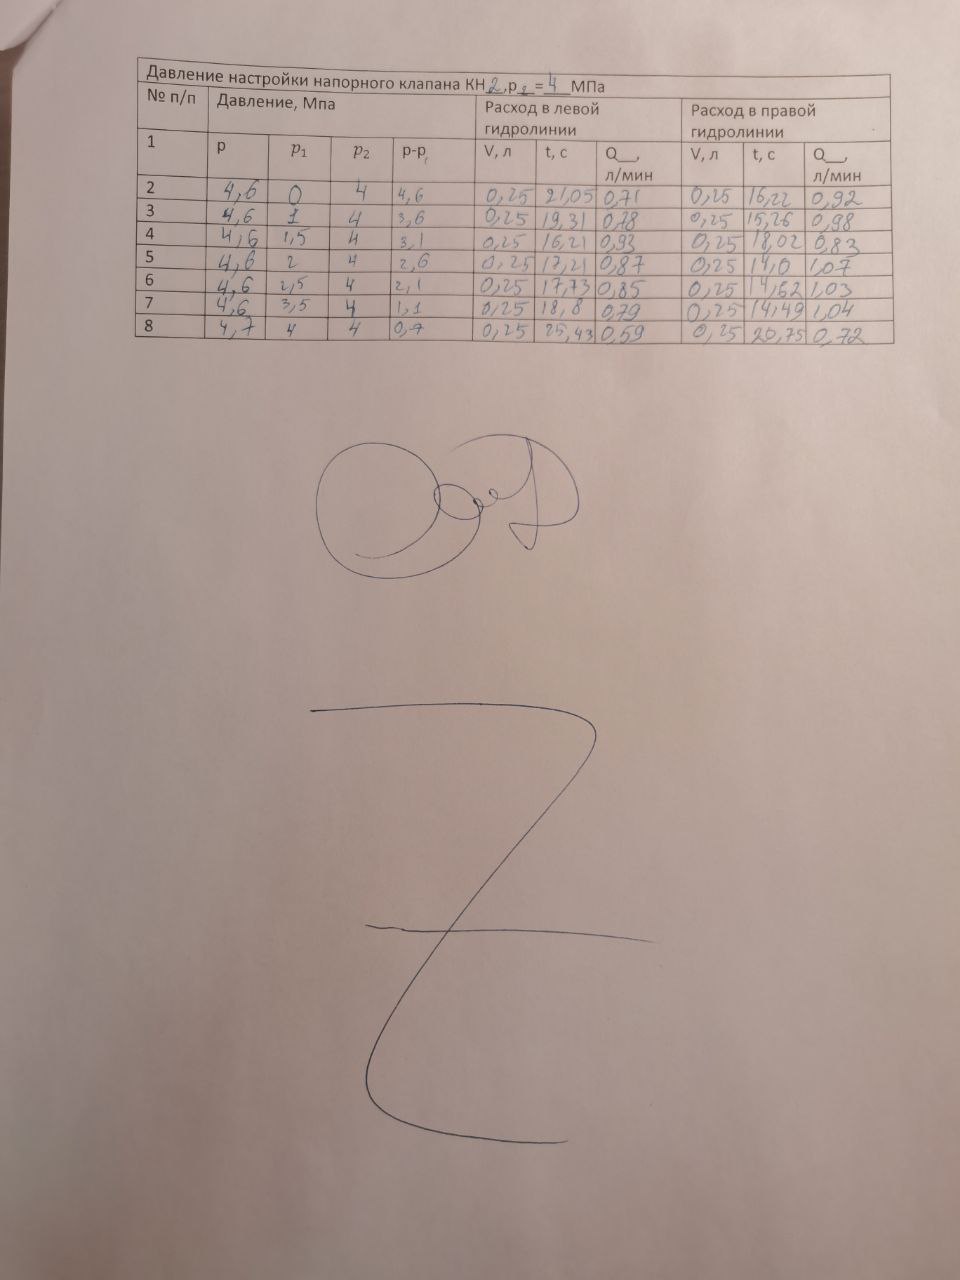 Давление настройки напорного клапана КН 2, р 2 = 4 МПа
№ п/п Давление, Мпа Расход в левой гидролинии Расход в правой гидролинии
1 р p₁ p₂ р-р V, л t, с Q__, л/мин V, л t, с Q__, л/мин
2 4,6 0 4 4,6 0,25 21,05 0,71 0,25 16,22 0,92
3 4,6 1 4 3,6 0,25 19,31 0,78 0,25 15,26 0,98
4 4,6 1,5 4 3,1 0,25 16,21 0,93 0,25 18,02 0,83
5 4,6 2 4 2,6 0,25 17,21 0,87 0,25 14,0 1,07
6 4,6 2,5 4 2,1 0,25 17,73 0,85 0,25 14,62 1,03
7 4,6 3,5 4 1,1 0,25 18,8 0,79 0,25 14,49 1,04
8 4,7 4 4 0,7 0,25 25,43 0,59 0,25 20,75 0,72